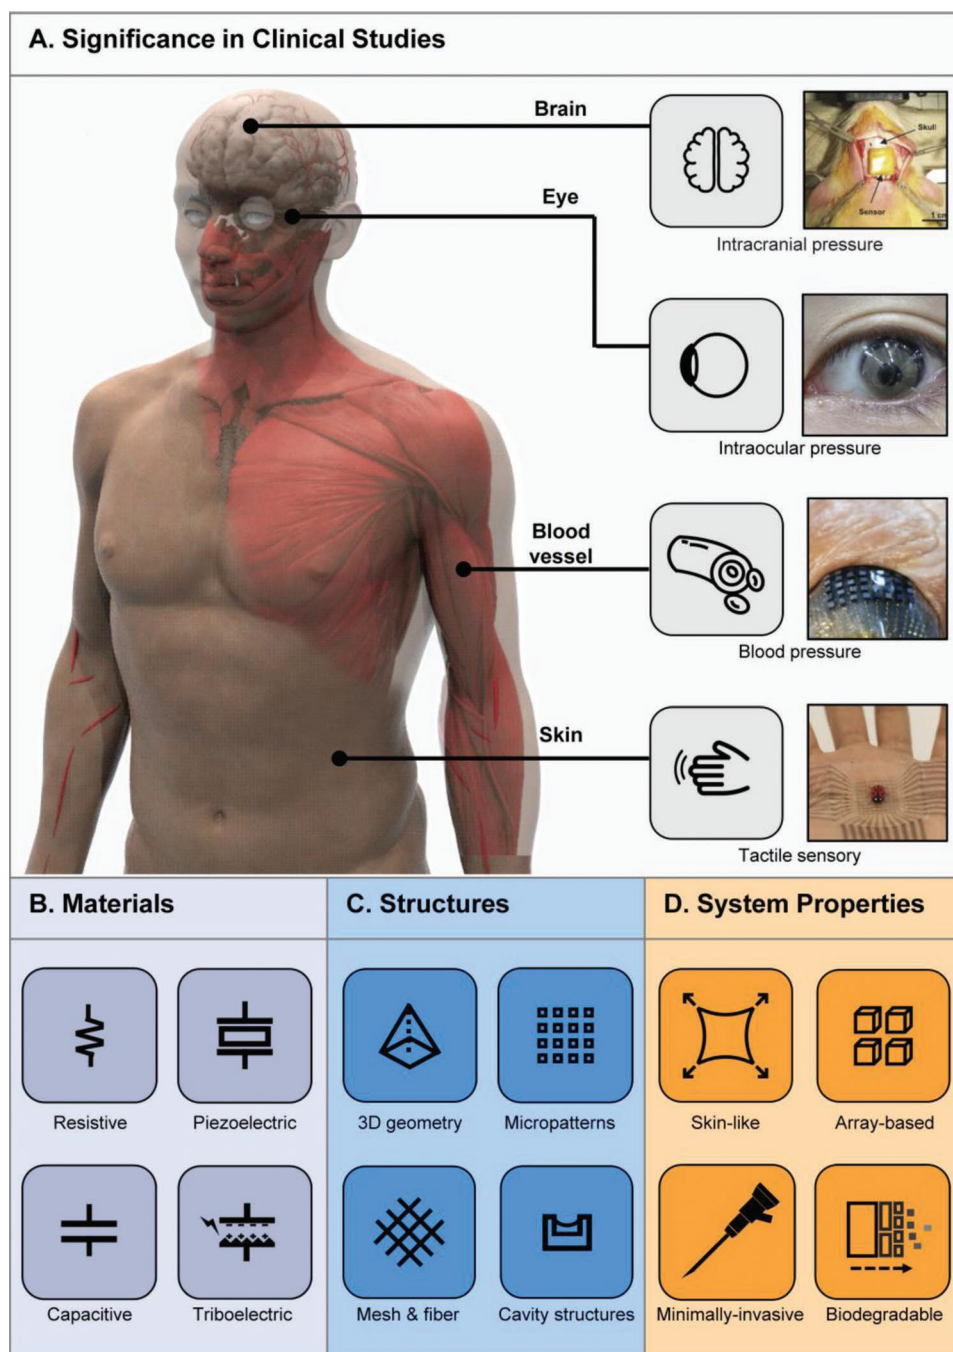 A. Significance in Clinical Studies
Brain
Skull
Sensor
1 cm
Intracranial pressure
Eye
Intraocular pressure
Blood
vessel
Blood pressure
Skin
Tactile sensory
B. Materials
Resistive
Piezoelectric
Capacitive
Triboelectric
C. Structures
3D geometry
Micropatterns
Mesh & fiber
Cavity structures
D. System Properties
Skin-like
Array-based
Minimally-invasive
Biodegradable